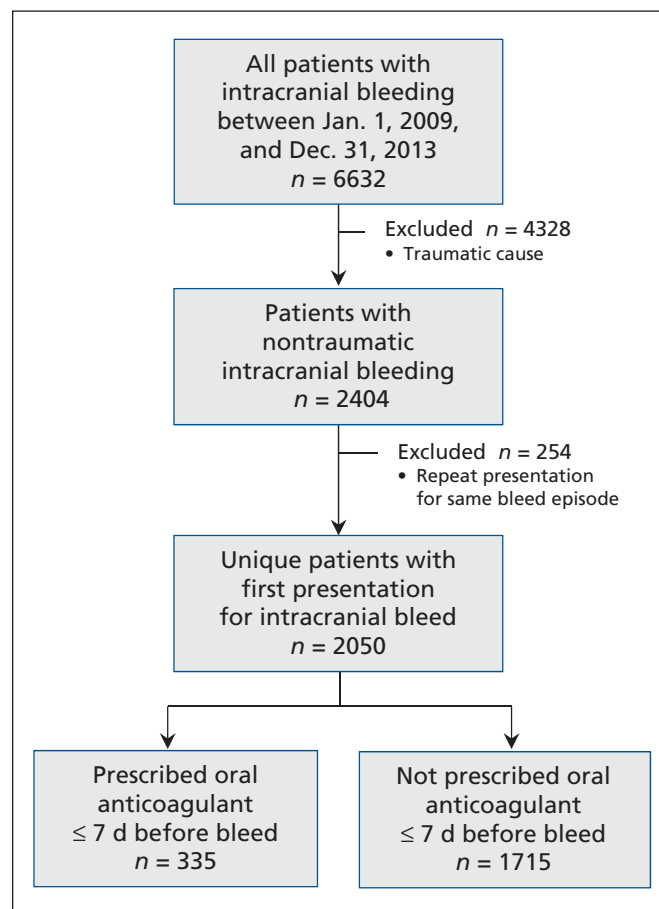 All patients with
intracranial bleeding
between Jan. 1, 2009,
and Dec. 31, 2013
n = 6632
Excluded n = 4328
• Traumatic cause
Patients with
nontraumatic
intracranial bleeding
n = 2404
Excluded n = 254
• Repeat presentation
for same bleed episode
Unique patients with
first presentation
for intracranial bleed
n = 2050
Prescribed oral
anticoagulant
≤ 7 d before bleed
n = 335
Not prescribed oral
anticoagulant
≤ 7 d before bleed
n = 1715